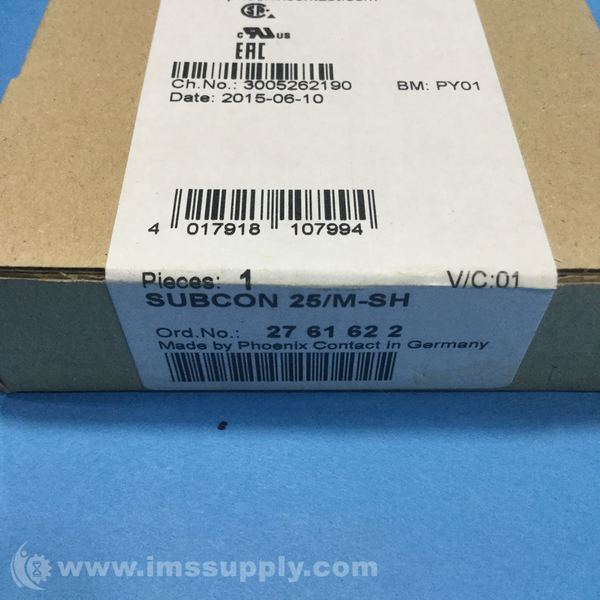 c US
EAC
Ch.No.: 3005262190 BM: PY01
Date: 2015-06-10
4 017918 107994
Pieces: 1 V/C:01
SUBCON 25/M-SH
Ord.No.: 27 61 62 2
Made by Phoenix Contact in Germany
www.imssupply.com